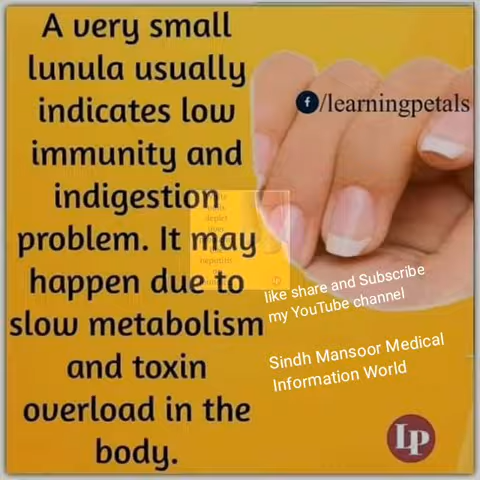 A very small
lunula usually
indicates low
immunity and
indigestion
problem. It may
happen due to
slow metabolism
and toxin
overload in the
body.
f/learningpetals
like share and Subscribe
my YouTube channel
Sindh Mansoor Medical
Information World
LP